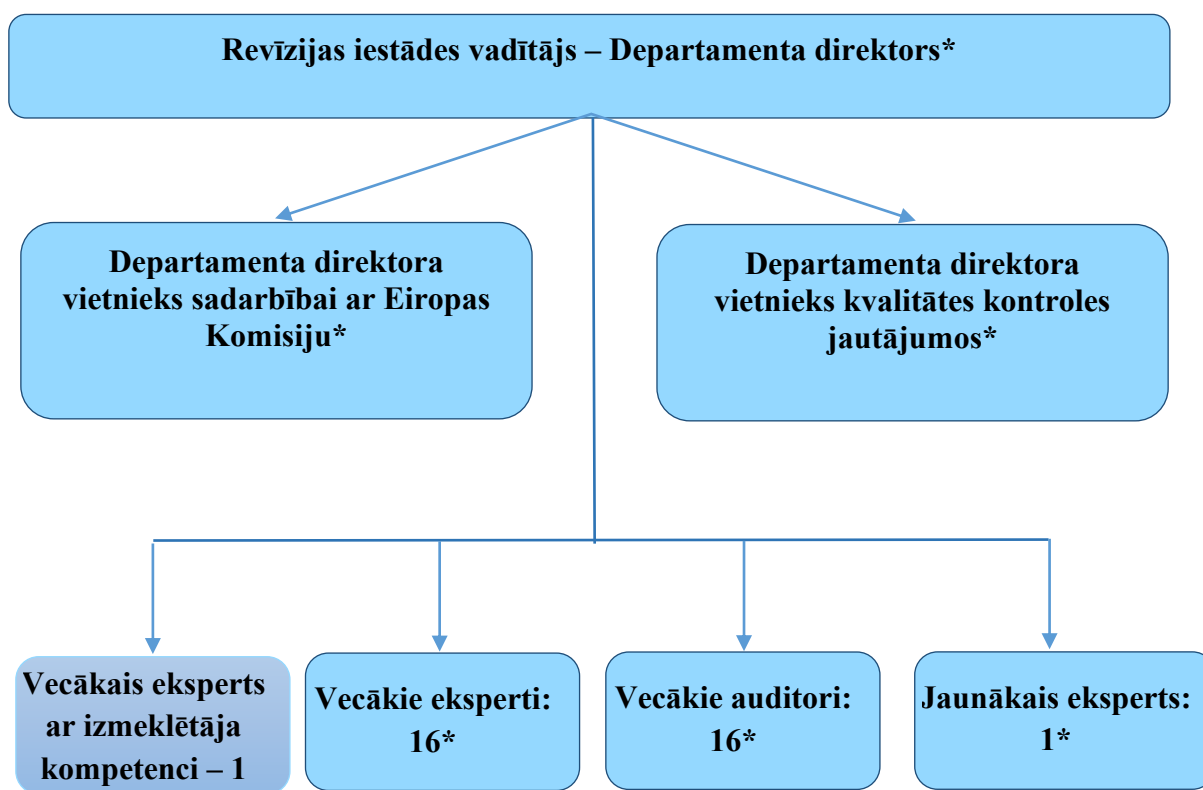 Revīzijas iestādes vadītājs – Departamenta direktors*
Departamenta direktora
vietnieks sadarbībai ar Eiropas
Komisiju*
Departamenta direktora
vietnieks kvalitātes kontroles
jautājumos*
Vecākais eksperts
ar izmeklētāja
kompetenci – 1
Vecākie eksperti:
16*
Vecākie auditori:
16*
Jaunākais eksperts:
1*